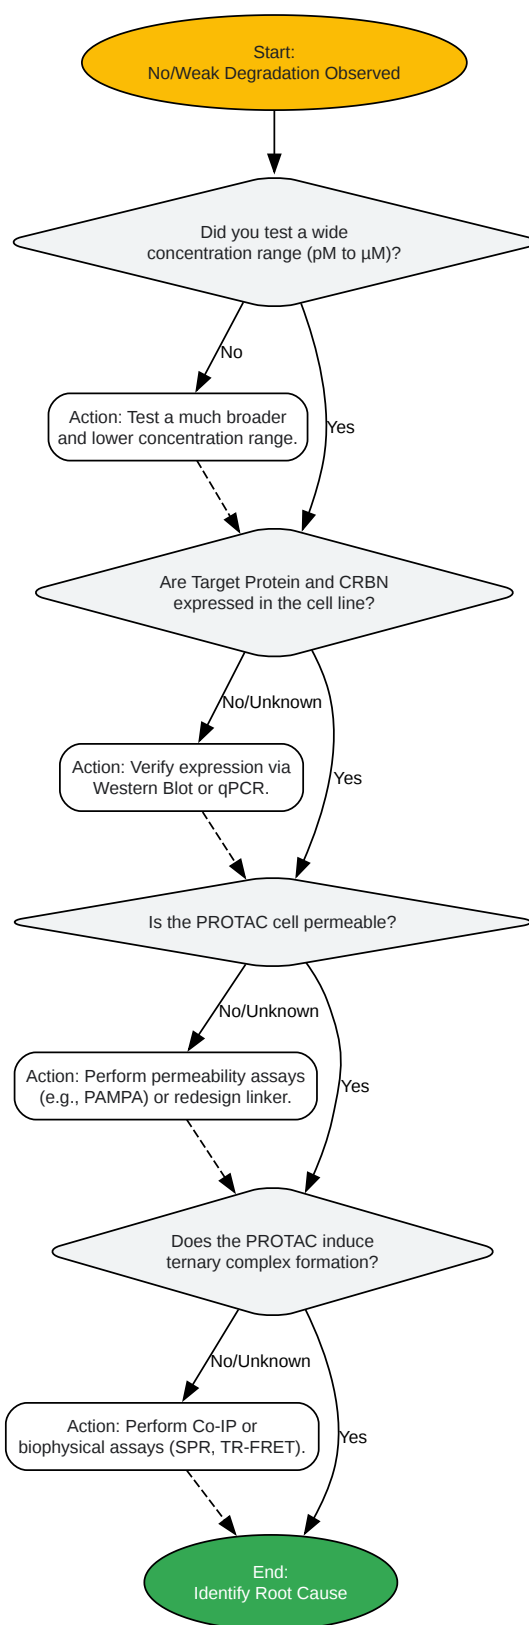 Start:
No/Weak Degradation Observed
Did you test a wide
concentration range (pM to µM)?
No
Action: Test a much broader
and lower concentration range.
Yes
Are Target Protein and CRBN
expressed in the cell line?
No/Unknown
Action: Verify expression via
Western Blot or qPCR.
Yes
Is the PROTAC cell permeable?
No/Unknown
Action: Perform permeability assays
(e.g., PAMPA) or redesign linker.
Yes
Does the PROTAC induce
ternary complex formation?
No/Unknown
Action: Perform Co-IP or
biophysical assays (SPR, TR-FRET).
Yes
End:
Identify Root Cause